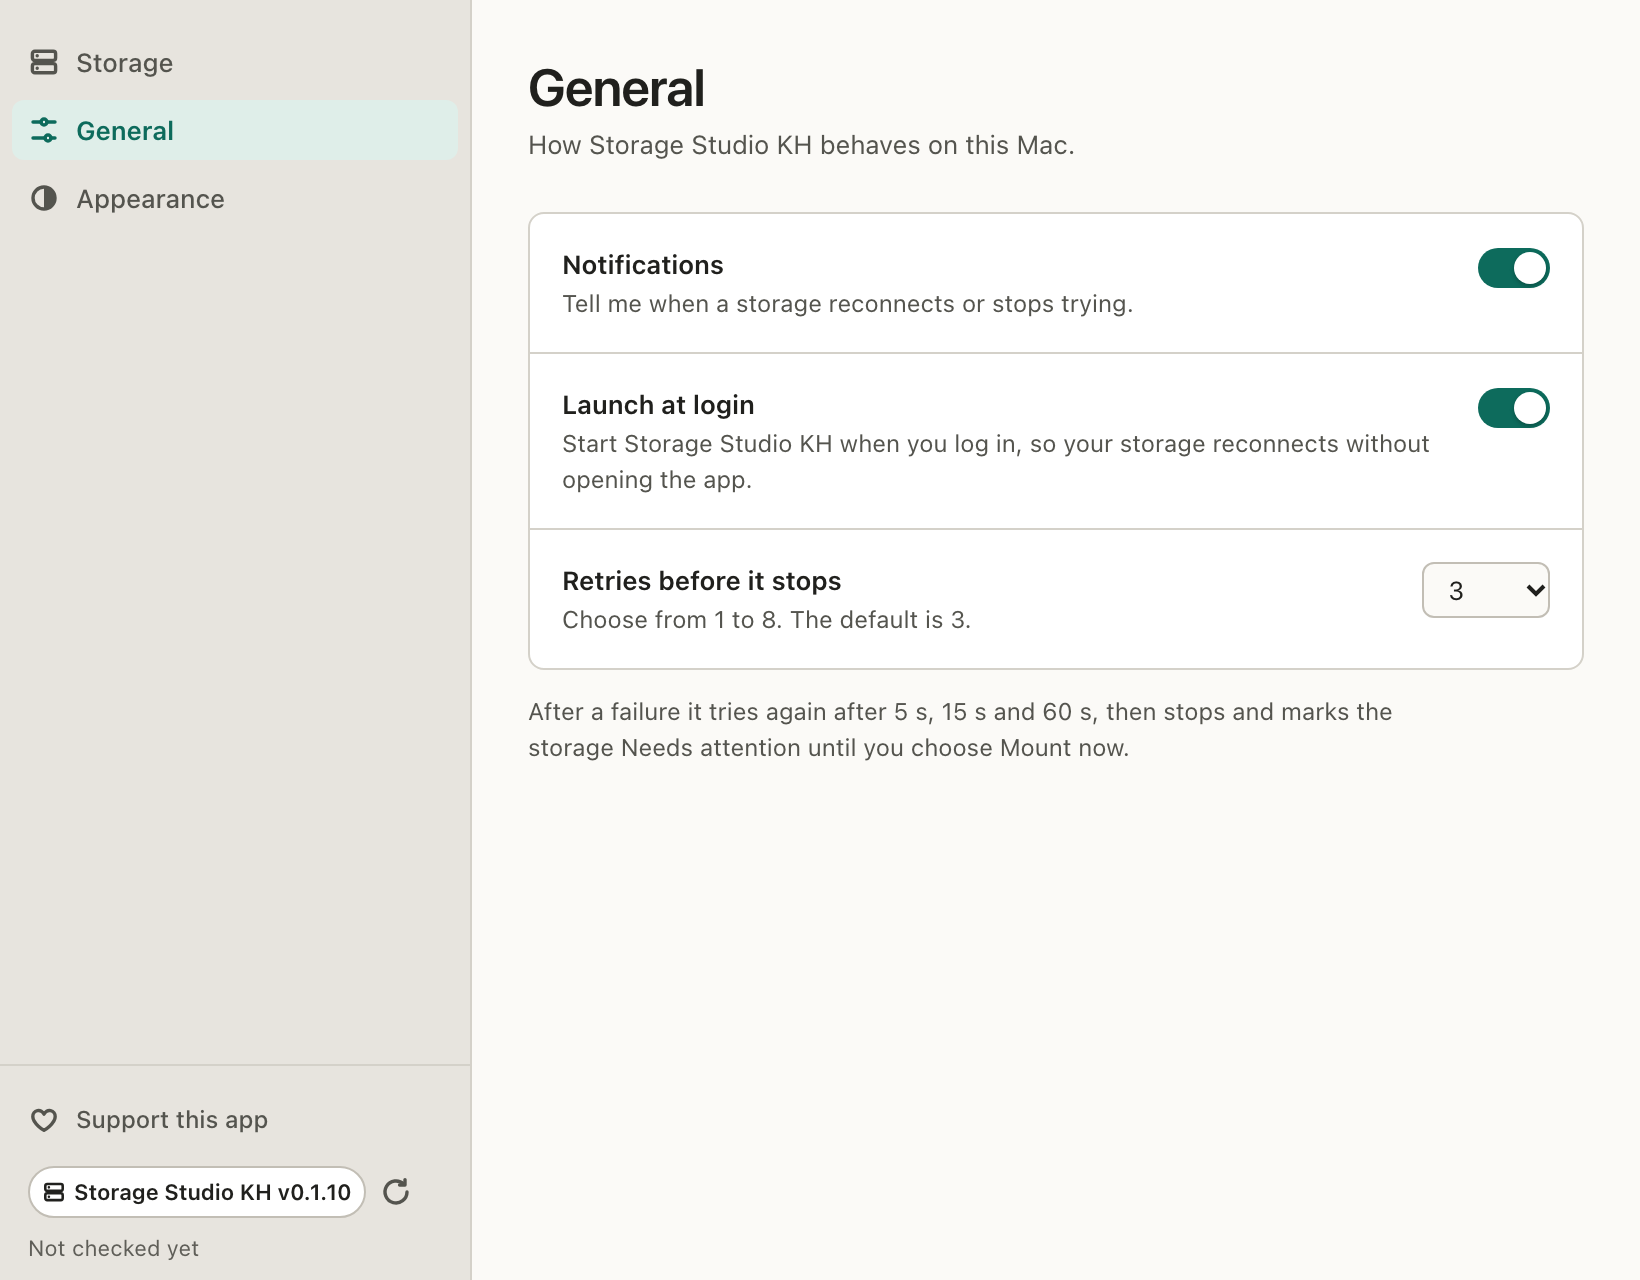 Storage
General
Appearance
Support this app
Storage Studio KH v0.1.10
Not checked yet
General
How Storage Studio KH behaves on this Mac.
Notifications
Tell me when a storage reconnects or stops trying.
Launch at login
Start Storage Studio KH when you log in, so your storage reconnects without
opening the app.
Retries before it stops
Choose from 1 to 8. The default is 3.
3
After a failure it tries again after 5 s, 15 s and 60 s, then stops and marks the
storage Needs attention until you choose Mount now.